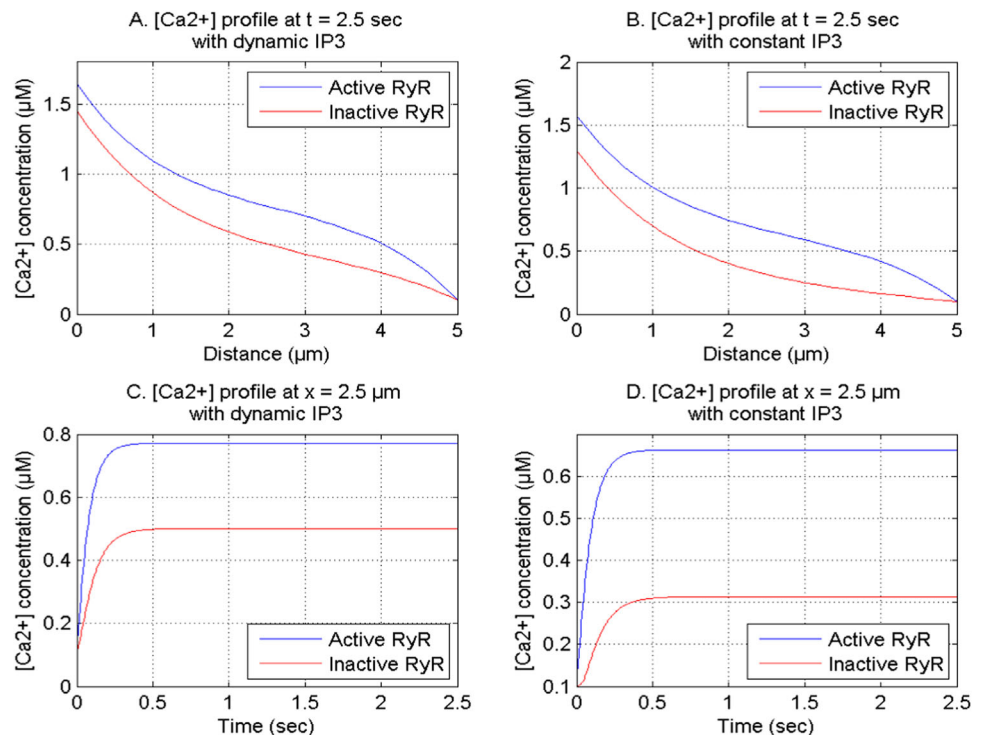 A. [Ca2+] profile at t = 2.5 sec
with dynamic IP3
[Ca2+] concentration (µM)
1.5
1
0.5
0
Active RyR
Inactive RyR
0 1 2 3 4 5
Distance (µm)
B. [Ca2+] profile at t = 2.5 sec
with constant IP3
[Ca2+] concentration (µM)
2
1.5
1
0.5
0
Active RyR
Inactive RyR
0 1 2 3 4 5
Distance (µm)
C. [Ca2+] profile at x = 2.5 µm
with dynamic IP3
[Ca2+] concentration (µM)
0.8
0.6
0.4
0.2
0
Active RyR
Inactive RyR
0 0.5 1 1.5 2 2.5
Time (sec)
D. [Ca2+] profile at x = 2.5 µm
with constant IP3
[Ca2+] concentration (µM)
0.6
0.5
0.4
0.3
0.2
0.1
Active RyR
Inactive RyR
0 0.5 1 1.5 2 2.5
Time (sec)